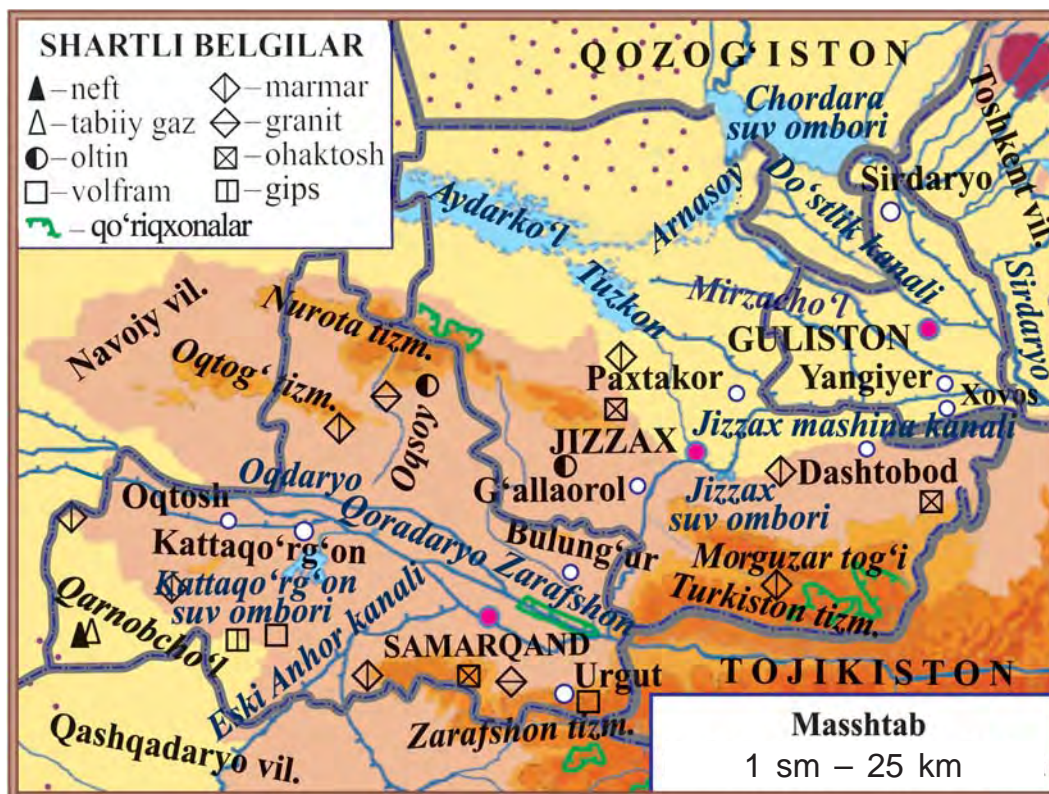 SHARTLI BELGILAR
– neft
– tabiiy gaz
– oltin
– volfram
– marmar
– granit
– ohaktosh
– gips
– qo‘riqxonalar
QOZOG‘ISTON
Chordara
suv ombori
Toshkent vil.
Sirdaryo
Aydarko‘l
Arnasoy
Do‘stlik kanali
Sirdaryo
Tuzkon
Mirzacho‘l
Navoiy vil.
Nurota tizm.
GULISTON
Oqtog‘ tizm.
Paxtakor
Yangiyer
Xovos
Oqsoy
JIZZAX
Jizzax mashina kanali
G‘allaorol
Jizzax
suv ombori
Dashtobod
Oqdaryo
Oqtosh
Qoradaryo
Kattaqo‘rg‘on
Bulung‘ur
Zarafshon
Morguzar tog‘i
Turkiston tizm.
Kattaqo‘rg‘on
suv ombori
Qarnobcho‘l
Eski Anhor kanali
SAMARQAND
Urgut
TOJIKISTON
Zarafshon tizm.
Qashqadaryo vil.
Masshtab
1 sm – 25 km